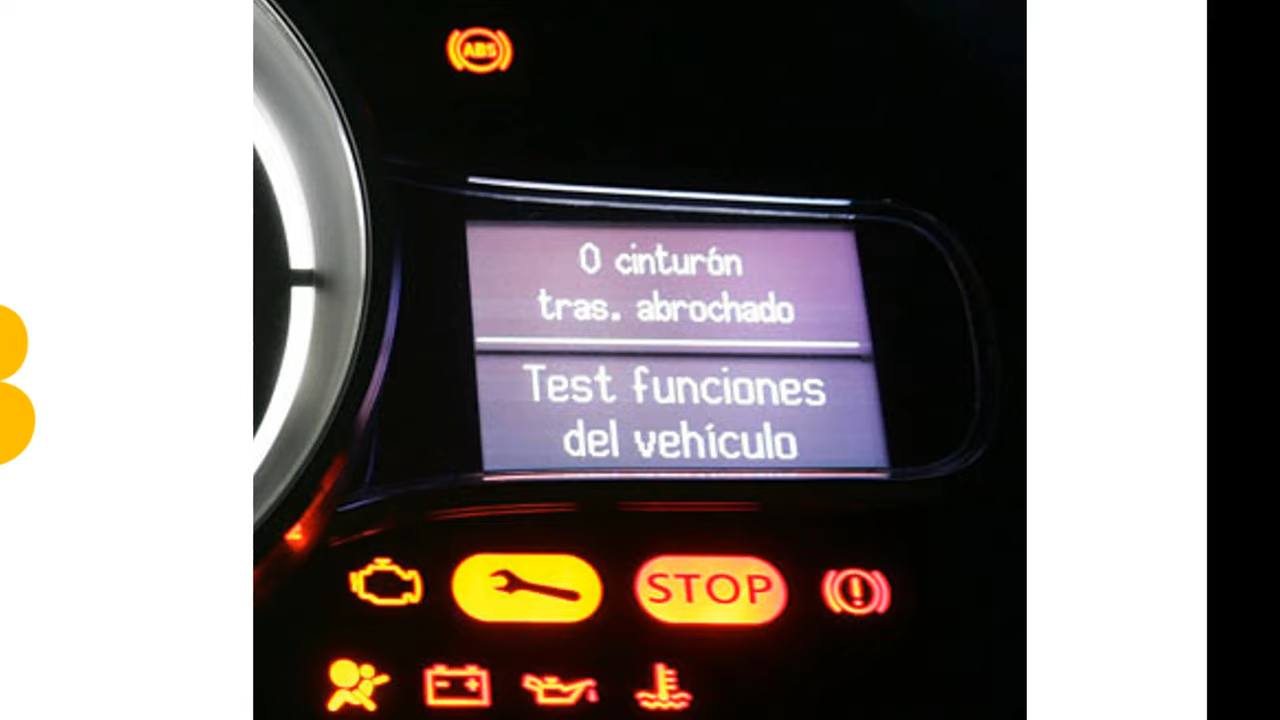 ABS
0 cinturón
tras. abrochado
Test funciones
del vehículo
STOP